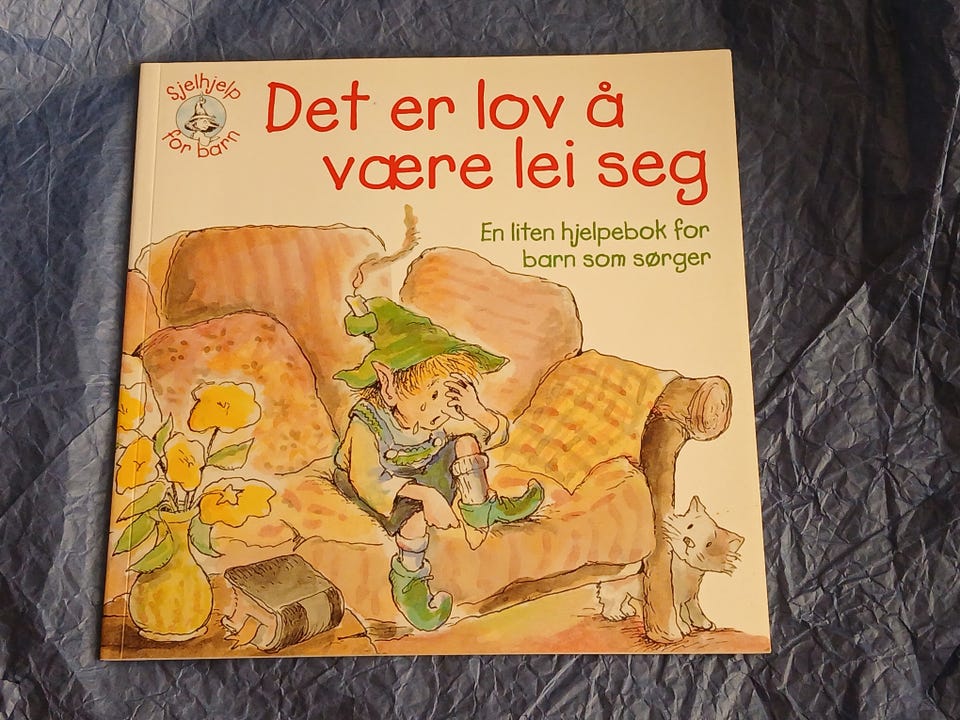 Sjelhjelp
for barn
Det er lov å
være lei seg
En liten hjelpebok for
barn som sørger